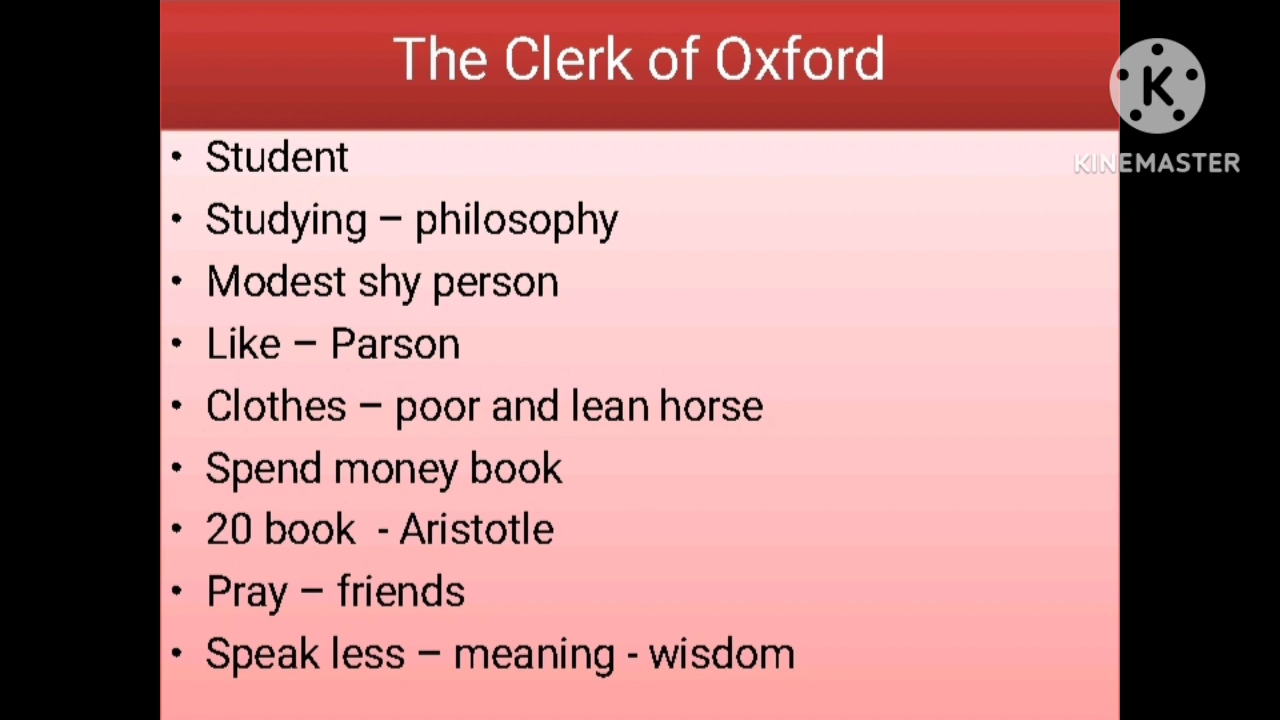 The Clerk of Oxford
K
KINEMASTER
• Student
• Studying – philosophy
• Modest shy person
• Like – Parson
• Clothes – poor and lean horse
• Spend money book
• 20 book - Aristotle
• Pray – friends
• Speak less – meaning - wisdom